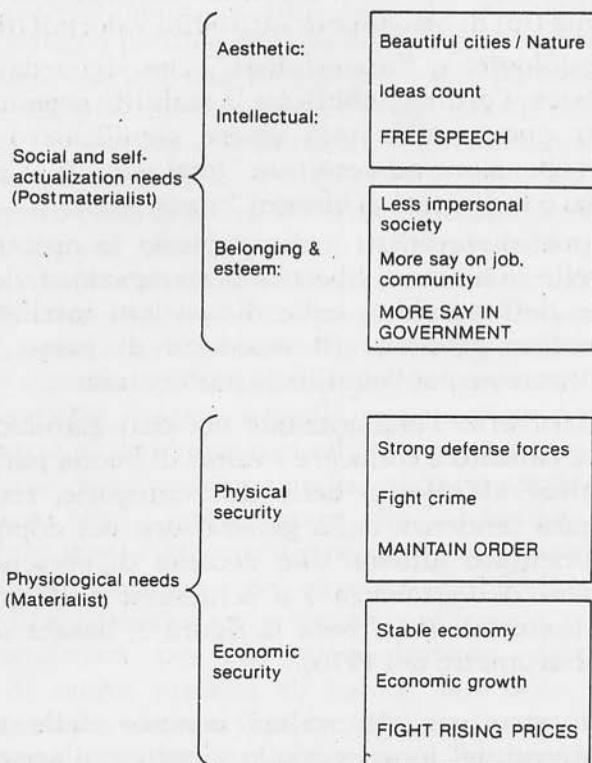 Aesthetic:
Beautiful cities / Nature
Intellectual:
Ideas count
FREE SPEECH
Social and self-
actualization needs
(Postmaterialist)
Belonging &
esteem:
Less impersonal
society
More say on job,
community
MORE SAY IN
GOVERNMENT
Physical
security
Strong defense forces
Fight crime
MAINTAIN ORDER
Physiological needs
(Materialist)
Economic
security
Stable economy
Economic growth
FIGHT RISING PRICES